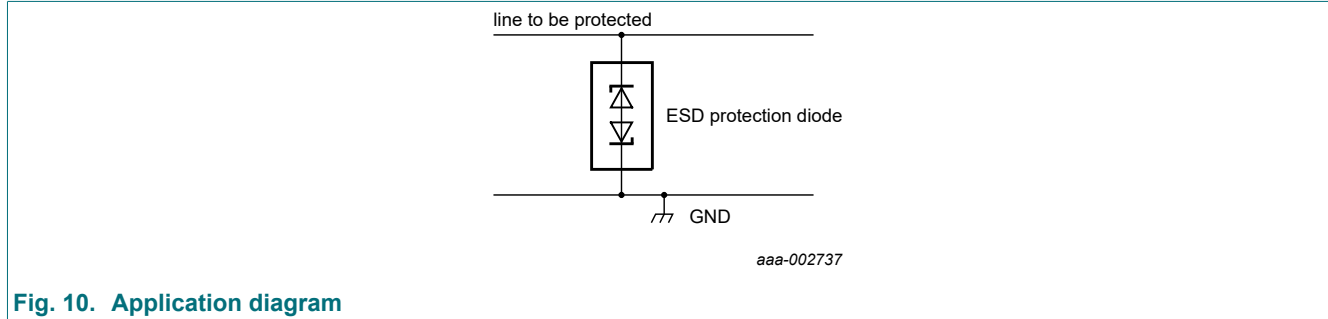 line to be protected
ESD protection diode
GND
aaa-002737
Fig. 10. Application diagram